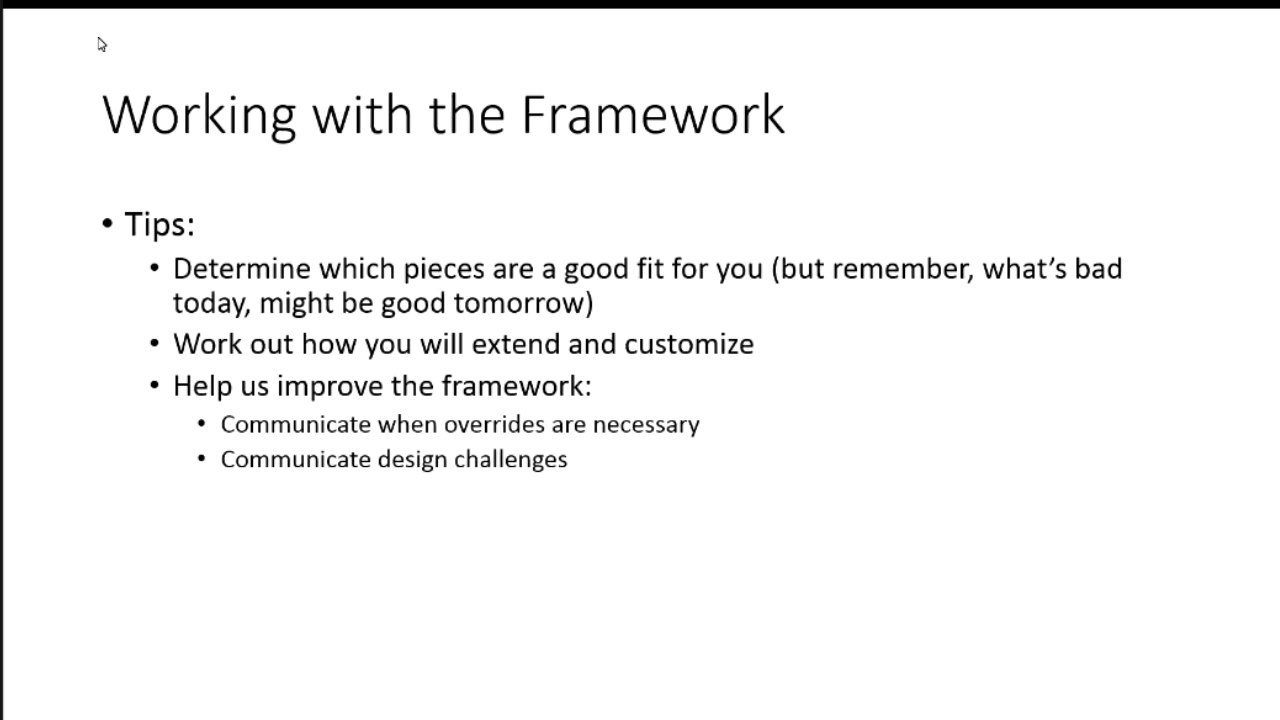 Working with the Framework
• Tips:
• Determine which pieces are a good fit for you (but remember, what’s bad
today, might be good tomorrow)
• Work out how you will extend and customize
• Help us improve the framework:
• Communicate when overrides are necessary
• Communicate design challenges